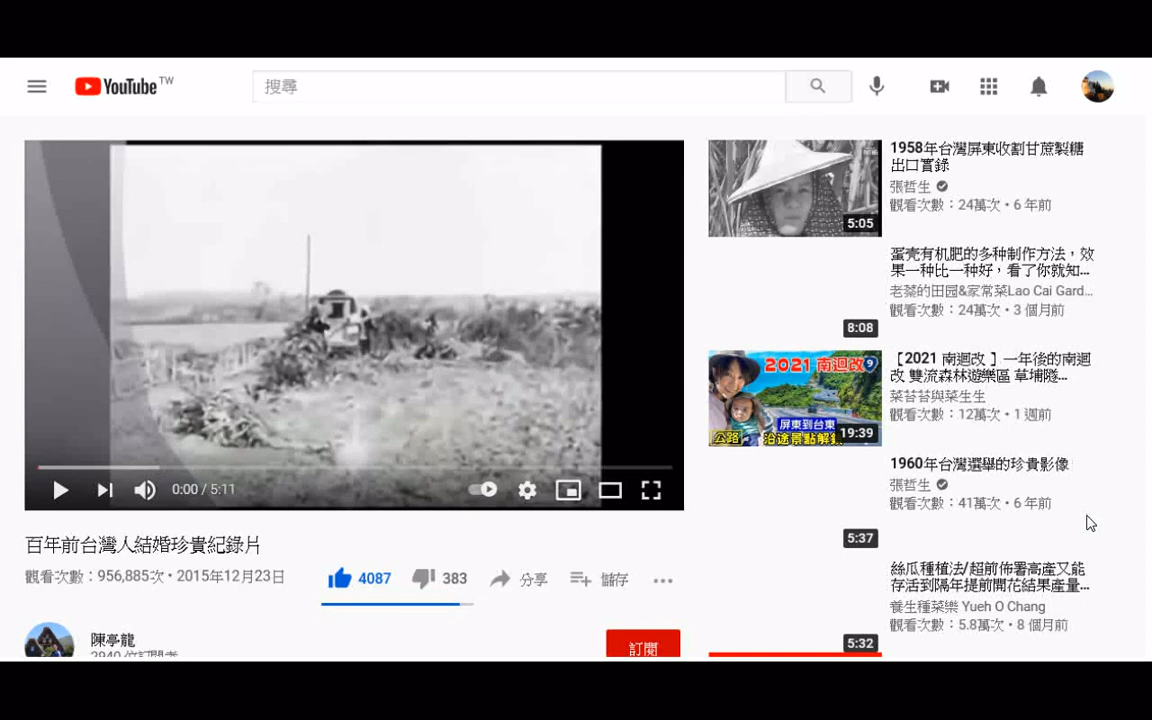 YouTube TW
搜尋
0:00 / 5:11
百年前台灣人結婚珍貴紀錄片
觀看次數：956,885次 • 2015年12月23日
4087
383
分享
儲存
陳亭龍
訂閱
5:05
1958年台灣屏東收割甘蔗製糖
出口實錄
張哲生
觀看次數：24萬次 • 6 年前
8:08
蛋壳有机肥的多种制作方法，效
果一种比一种好，看了你就知...
老蔡的田园&家常菜Lao Cai Gard...
觀看次數：24萬次 • 3 個月前
2021 南迴改 9
屏東到台東
公路 沿途景點解
19:39
【2021 南迴改 】一年後的南迴
改 雙流森林遊樂區 草埔隧...
菜苔苔與菜生生
觀看次數：12萬次 • 1 週前
5:37
1960年台灣選舉的珍貴影像
張哲生
觀看次數：41萬次 • 6 年前
5:32
絲瓜種植法/超前佈署高產又能
存活到隔年提前開花結果產量...
養生種菜樂 Yueh O Chang
觀看次數：5.8萬次 • 8 個月前